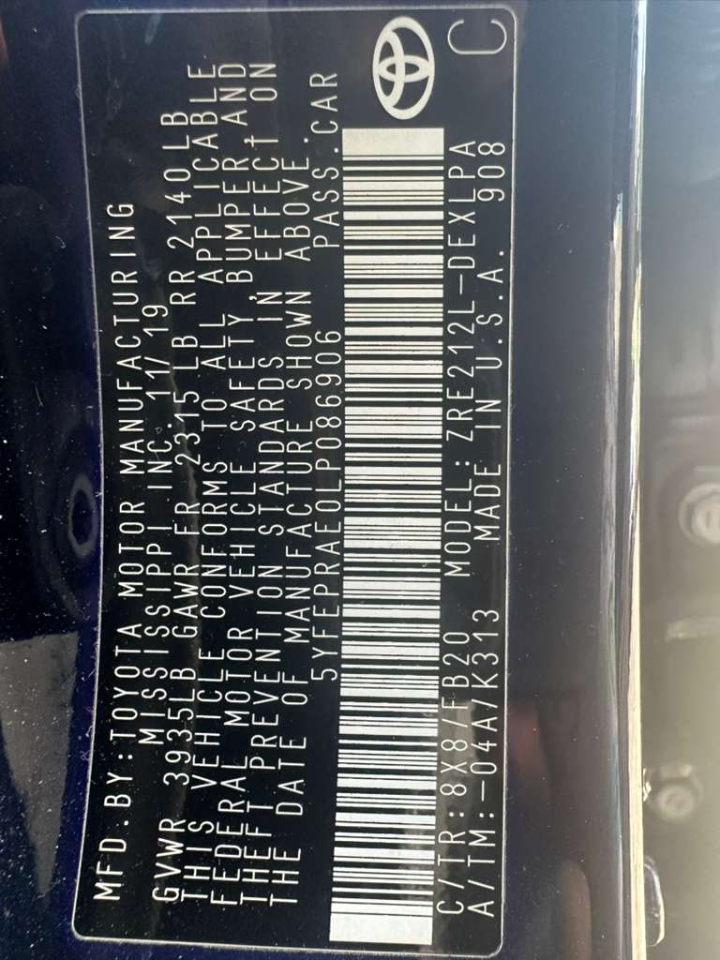 MFD.BY:TOYOTA MOTOR MANUFACTURING
MISSISSIPPI INC. 11/19
GVWR 3935LB GAWR FR 2315 LB RR 2140LB
THIS VEHICLE CONFORMS TO ALL APPLICABLE
FEDERAL MOTOR VEHICLE SAFETY, BUMPER, AND
THEFT PREVENTION STANDARDS IN EFFECT ON
THE DATE OF MANUFACTURE SHOWN ABOVE.
5YFEPRAE0LP086906 PASS.CAR
C/TR:8X8/FB20 MODEL:ZRE212L-DEXLPA
A/TM:-04A/K313 MADE IN U.S.A. 908
C